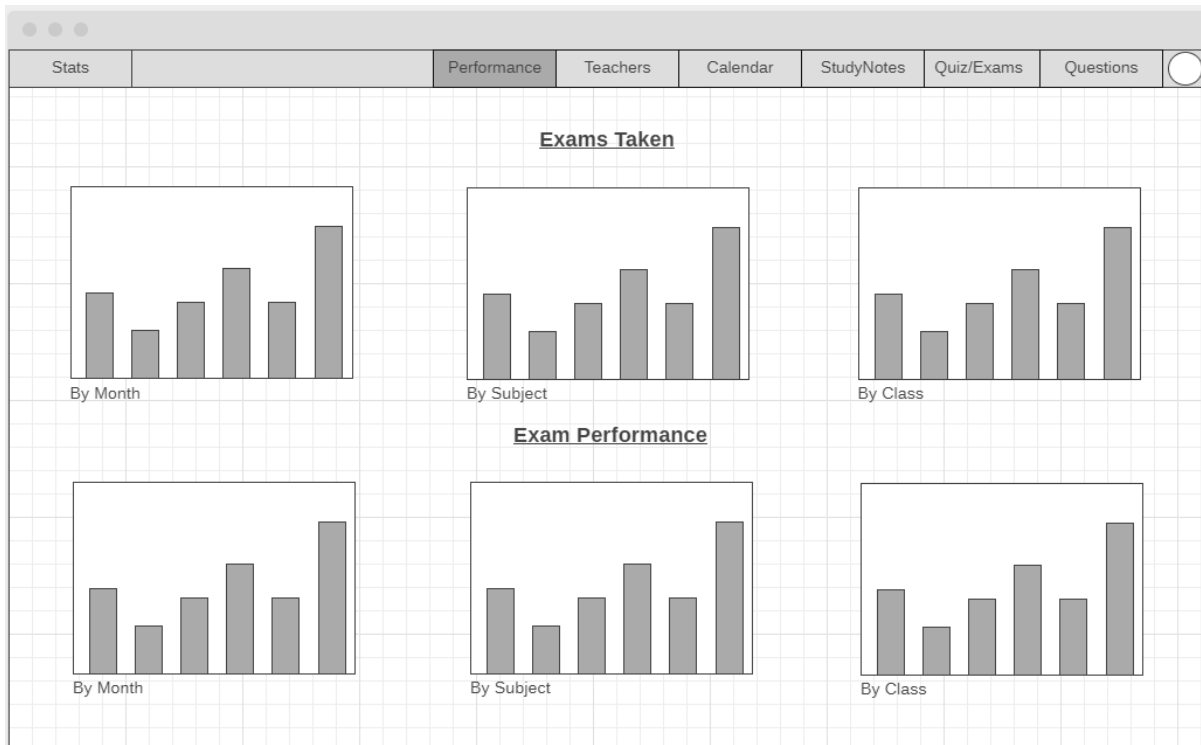 Stats
Performance
Teachers
Calendar
StudyNotes
Quiz/Exams
Questions
Exams Taken
By Month
By Subject
By Class
Exam Performance
By Month
By Subject
By Class